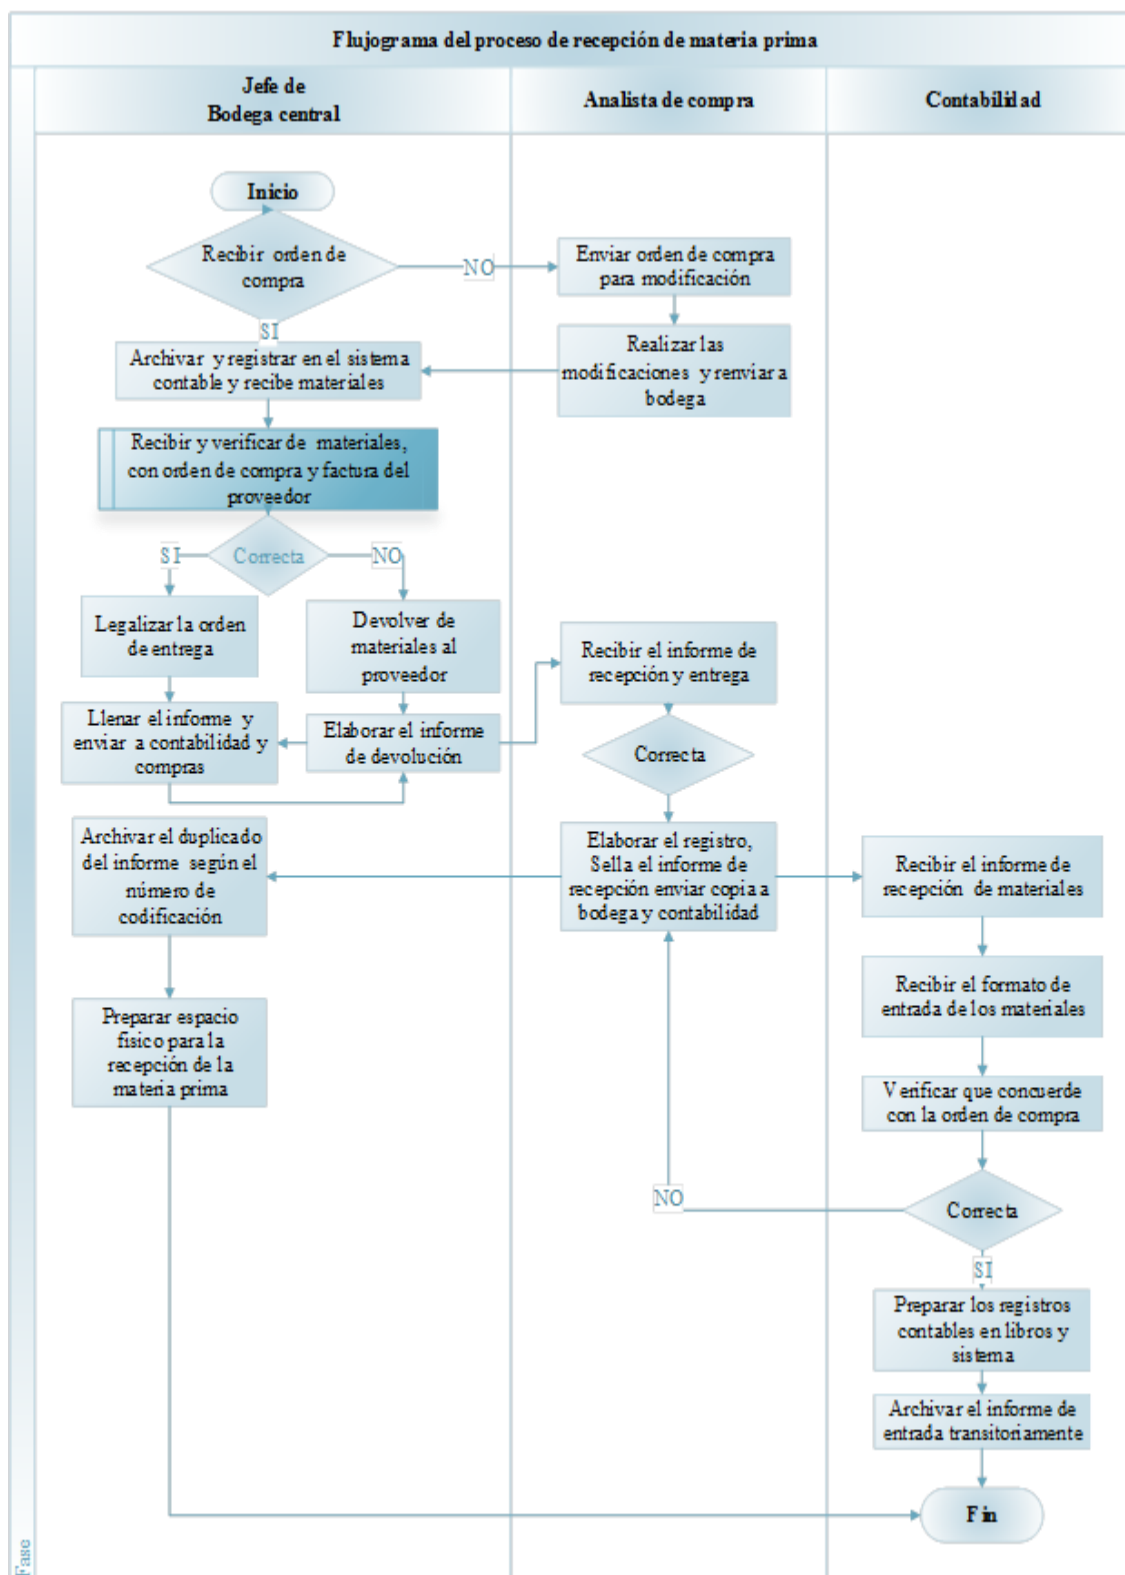 Flujograma del proceso de recepción de materia prima
Jefe de
Bodega central
Analista de compra
Contabilidad
Inicio
Recibir orden de
compra
NO
Enviar orden de compra
para modificación
SI
Archivar y registrar en el sistema
contable y recibe materiales
Realizar las
modificaciones y renviar a
bodega
Recibir y verificar de materiales,
con orden de compra y factura del
proveedor
SI
Correcta
NO
Legalizar la orden
de entrega
Devolver de
materiales al
proveedor
Recibir el informe de
recepción y entrega
Llenar el informe y
enviar a contabilidad y
compras
Elaborar el informe
de devolución
Correcta
Archivar el duplicado
del informe según el
número de
codificación
Elaborar el registro,
Sella el informe de
recepción enviar copia a
bodega y contabilidad
Recibir el informe de
recepción de materiales
Recibir el formato de
entrada de los materiales
Preparar espacio
fisico para la
recepción de la
materia prima
Verificar que concuerde
con la orden de compra
NO
Correcta
SI
Preparar los registros
contables en libros y
sistema
Archivar el informe de
entrada transitoriamente
Fin
Fase